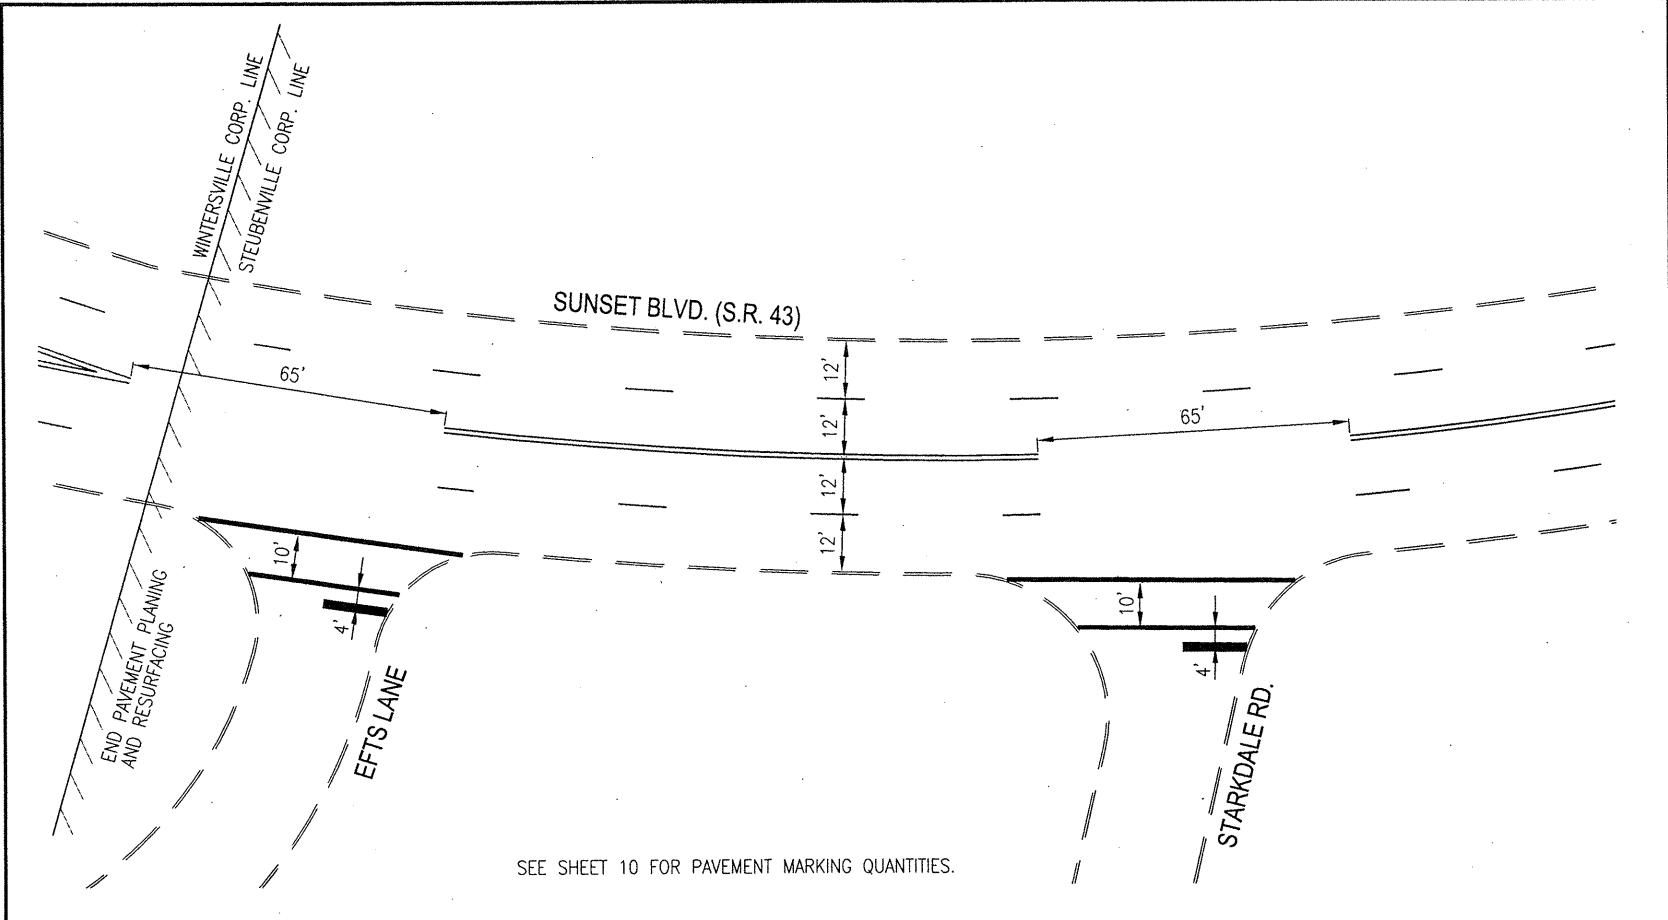 WINTERSVILLE CORP. LINE
STEUBENVILLE CORP. LINE
SUNSET BLVD. (S.R. 43)
65'
12'
12'
12'
12'
65'
10'
4'
10'
4'
END PAVEMENT PLANING
AND RESURFACING
EFTS LANE
STARKDALE RD.
SEE SHEET 10 FOR PAVEMENT MARKING QUANTITIES.